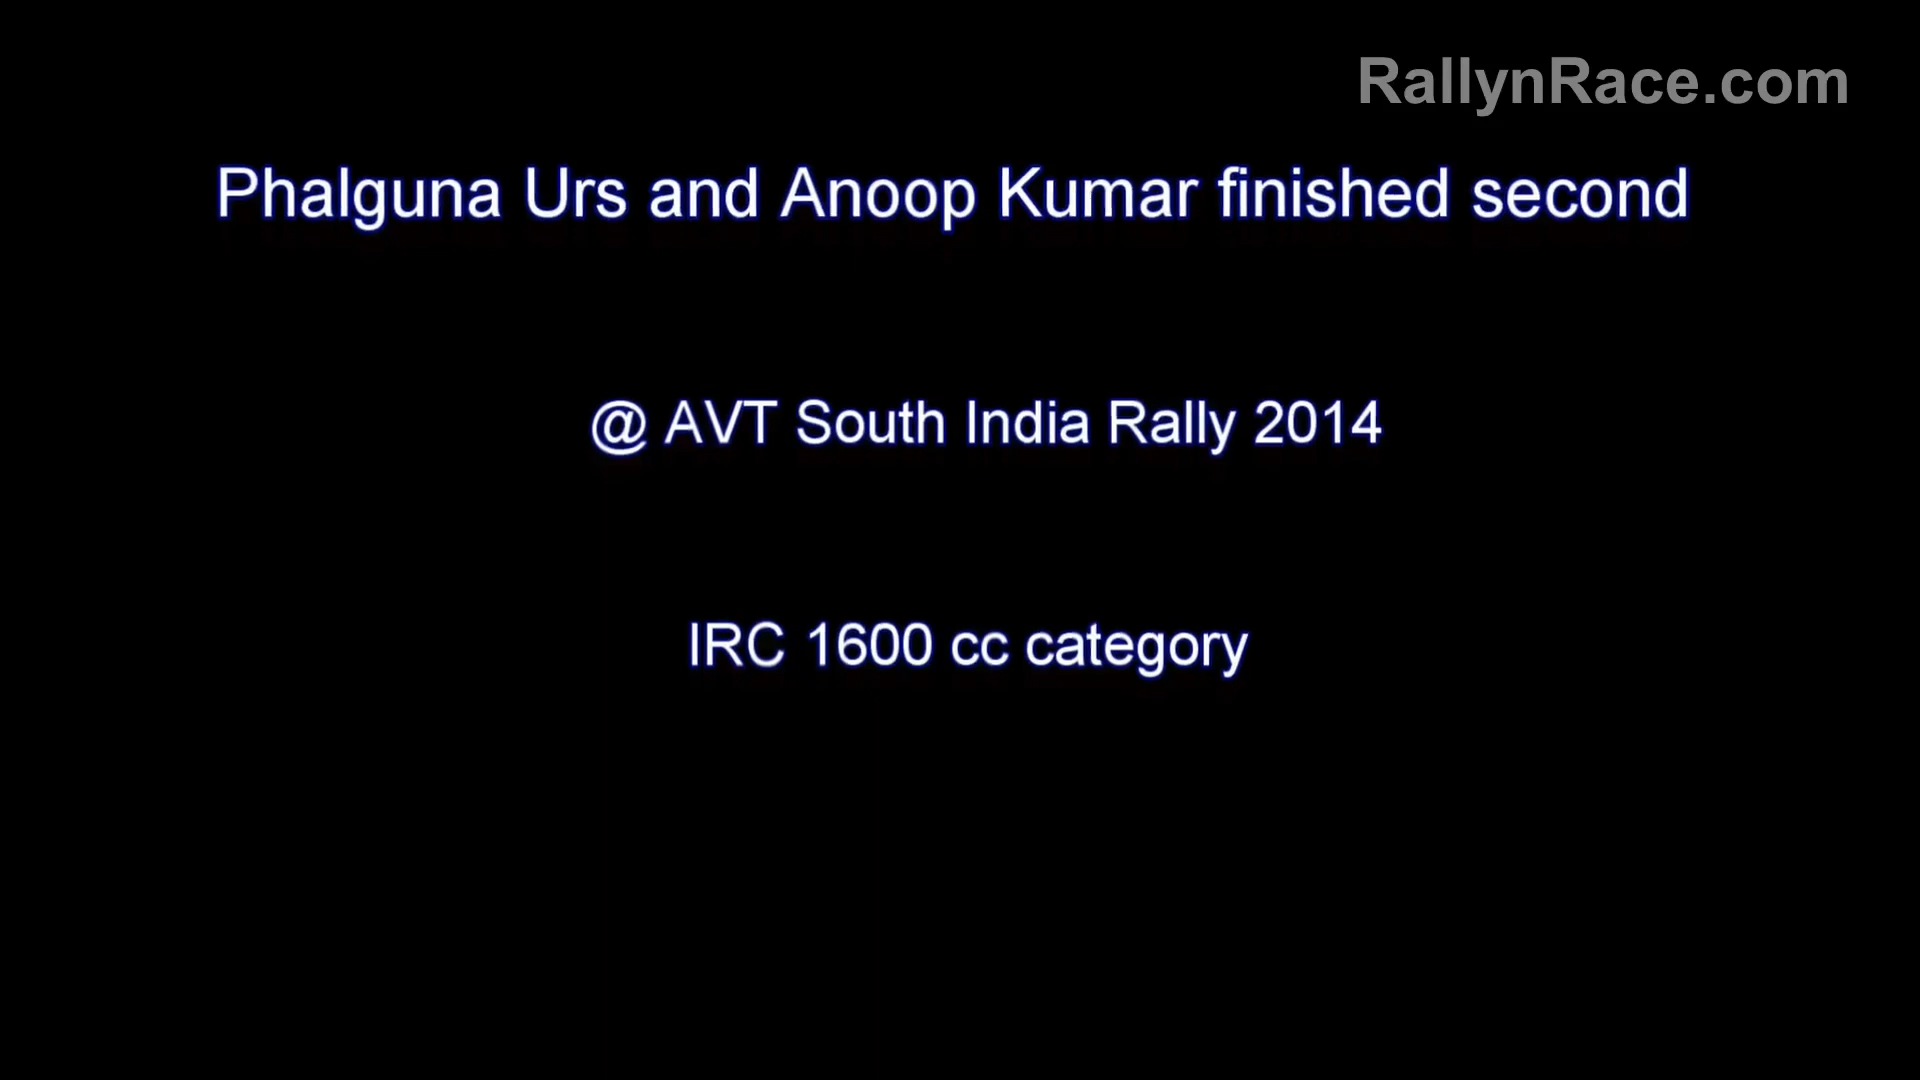 RallynRace.com
Phalguna Urs and Anoop Kumar finished second
@ AVT South India Rally 2014
IRC 1600 cc category